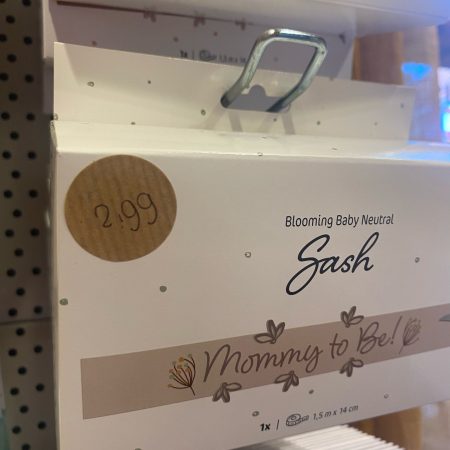 2.99
Blooming Baby Neutral
Sash
Mommy to Be!
1x | 1,5 m x 14 cm